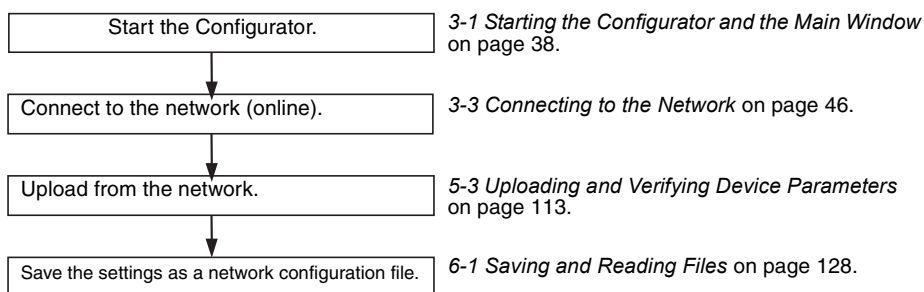 Start the Configurator.
3-1 Starting the Configurator and the Main Window
on page 38.
Connect to the network (online).
3-3 Connecting to the Network on page 46.
Upload from the network.
5-3 Uploading and Verifying Device Parameters
on page 113.
Save the settings as a network configuration file.
6-1 Saving and Reading Files on page 128.